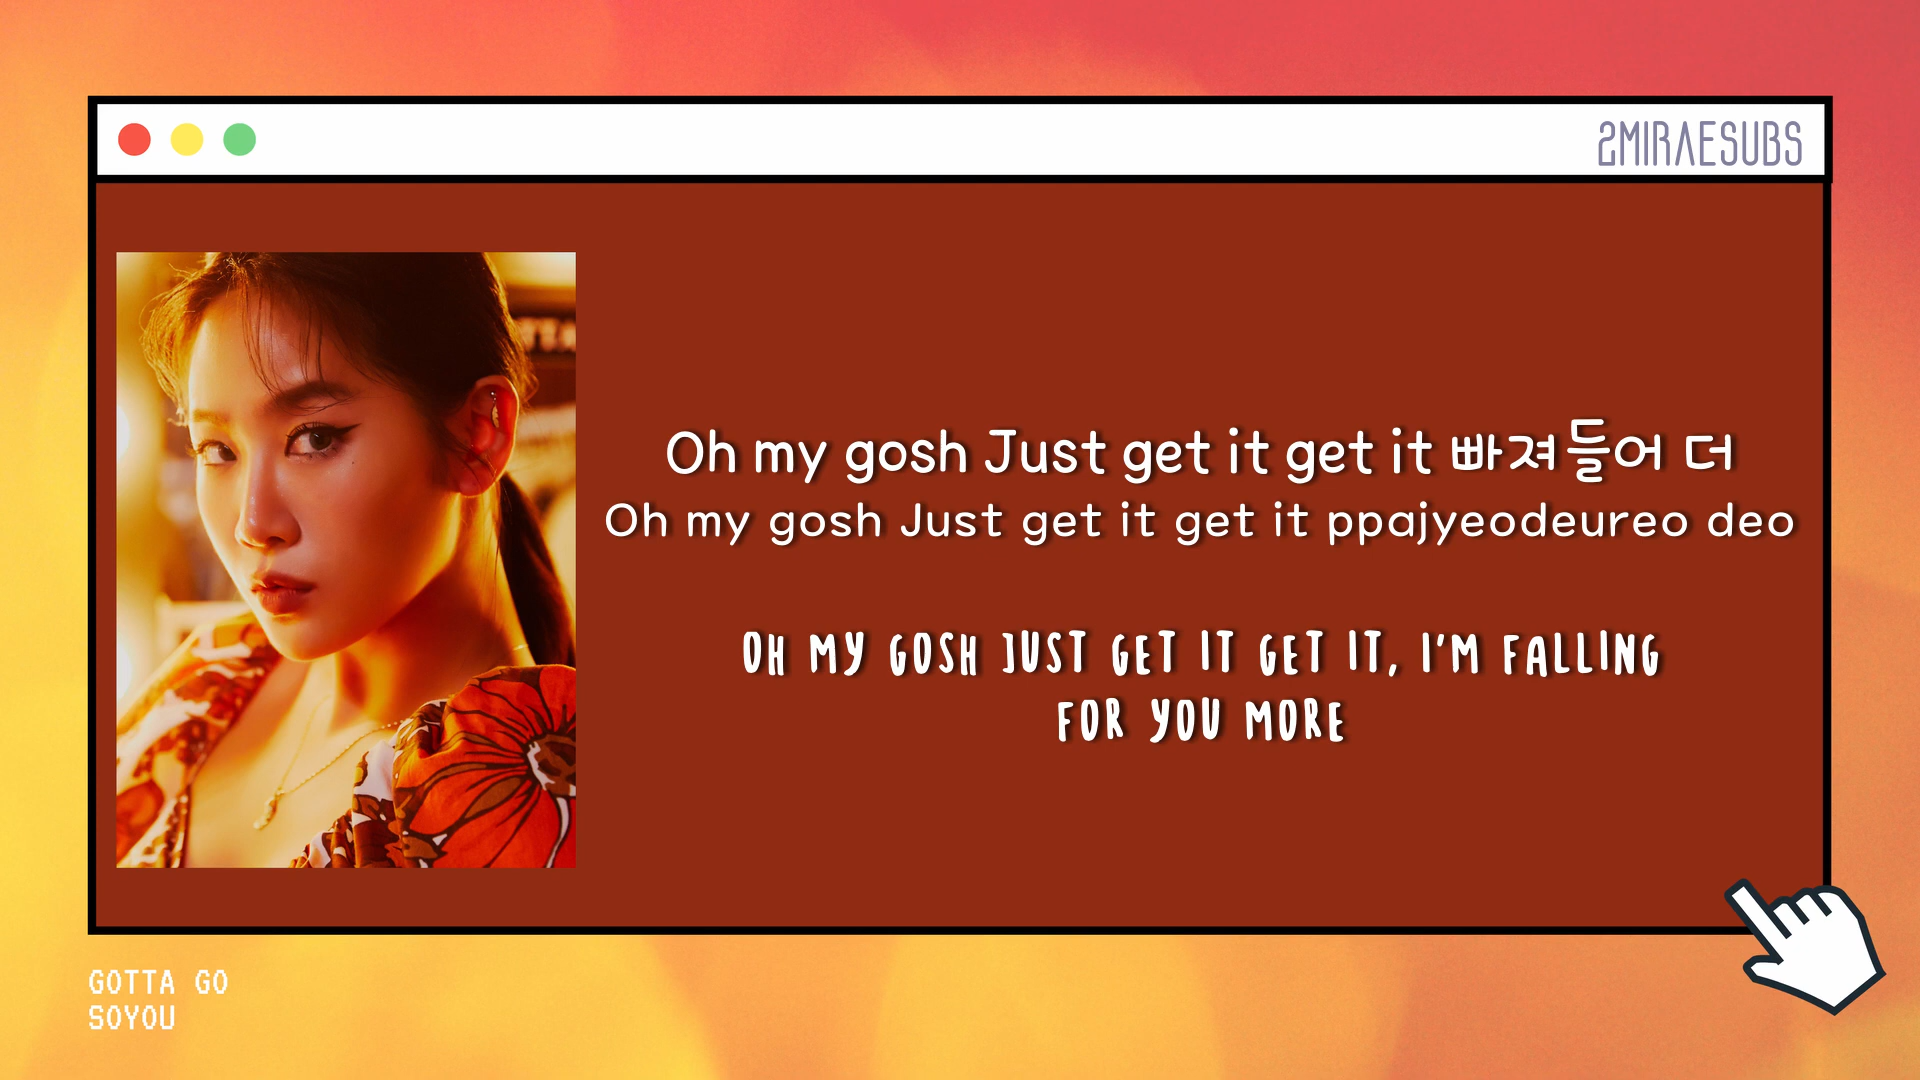 2MIRAESUBS
Oh my gosh Just get it get it 빠져들어 더
Oh my gosh Just get it get it ppajyeodeureo deo
OH MY GOSH JUST GET IT GET IT, I'M FALLING
FOR YOU MORE
GOTTA GO
SOYOU